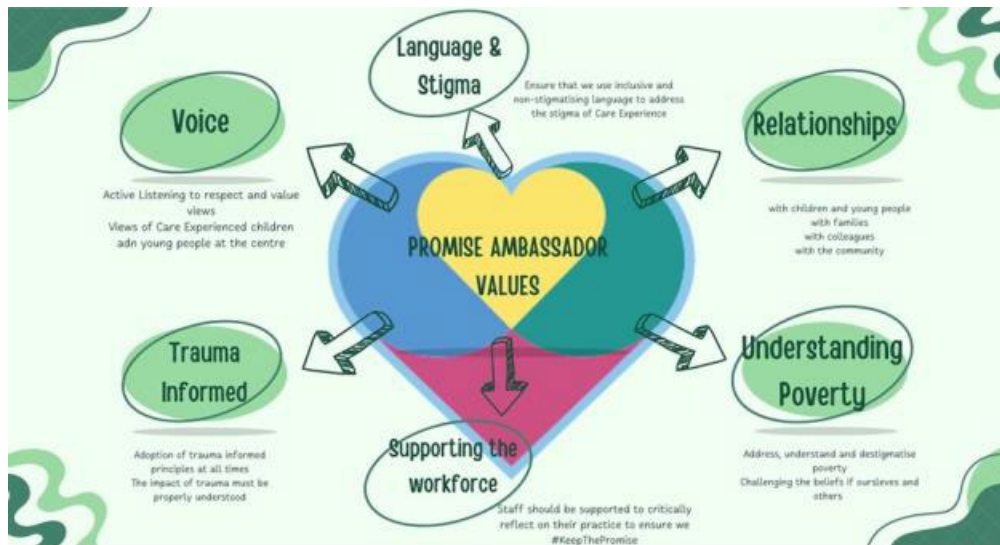 Language &
Stigma
Ensure that we use inclusive and
non-stigmatising language to address
the stigma of Care Experience
Voice
Active Listening to respect and value
views
Views of Care Experienced children
adn young people at the centre
Relationships
with children and young people
with families
with colleagues
with the community
PROMISE AMBASSADOR
VALUES
Trauma
Informed
Adoption of trauma informed
principles at all times
The impact of trauma must be
properly understood
Understanding
Poverty
Address, understand and destigmatise
poverty
Challenging the beliefs if oursleves and
others
Supporting the
workforce
Staff should be supported to critically
reflect on their practice to ensure we
#KeepThePromise